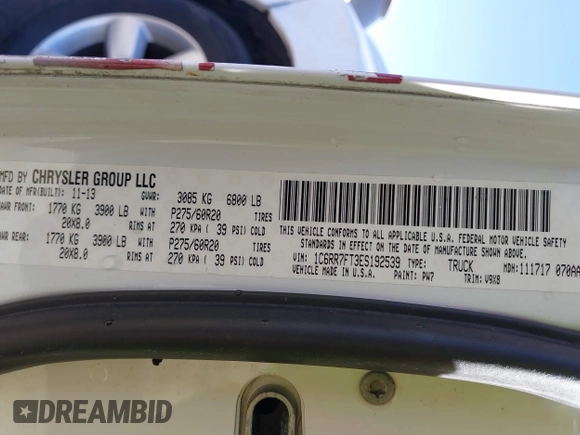 MFD BY CHRYSLER GROUP LLC
DATE OF MFR(BUILT): 11-13 GVWR: 3085 KG 6800 LB
GAWR FRONT: 1770 KG 3900 LB WITH P275/60R20 TIRES
20X8.0 RIMS AT 270 KPA ( 39 PSI) COLD
GAWR REAR: 1770 KG 3900 LB WITH P275/60R20 TIRES
20X8.0 RIMS AT 270 KPA ( 39 PSI) COLD
THIS VEHICLE CONFORMS TO ALL APPLICABLE U.S.A. FEDERAL MOTOR VEHICLE SAFETY
STANDARDS IN EFFECT ON THE DATE OF MANUFACTURE SHOWN ABOVE.
VIN: 1C6RR7FT3ES192539 TYPE: TRUCK MDH:111717 070AA
VEHICLE MADE IN U.S.A. PAINT: PW7 TRIM: V9X8
DREAMBID